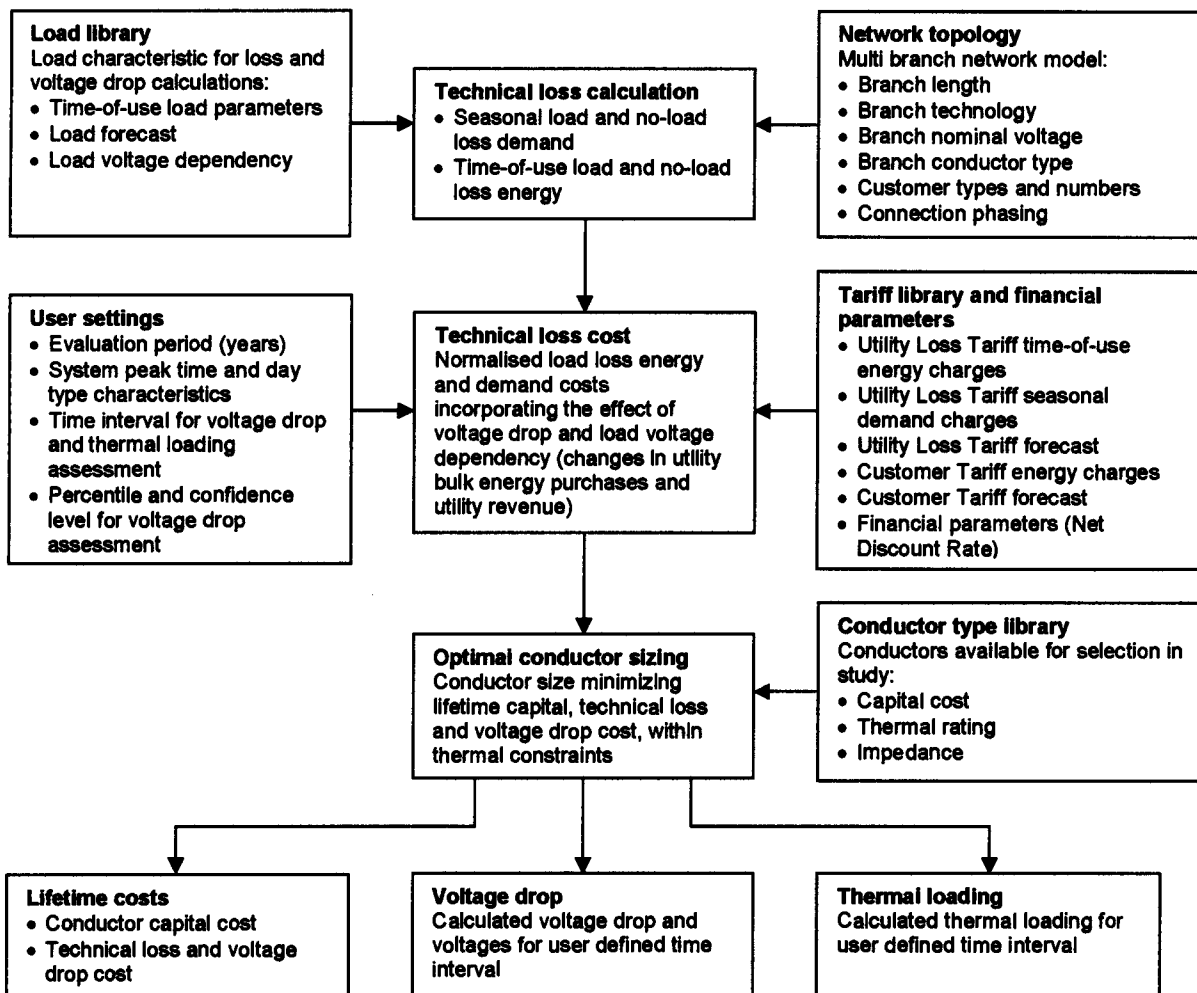 Load library
Load characteristic for loss and
voltage drop calculations:
• Time-of-use load parameters
• Load forecast
• Load voltage dependency
Technical loss calculation
• Seasonal load and no-load
loss demand
• Time-of-use load and no-load
loss energy
Network topology
Multi branch network model:
• Branch length
• Branch technology
• Branch nominal voltage
• Branch conductor type
• Customer types and numbers
• Connection phasing
User settings
• Evaluation period (years)
• System peak time and day
type characteristics
• Time interval for voltage drop
and thermal loading
assessment
• Percentile and confidence
level for voltage drop
assessment
Technical loss cost
Normalised load loss energy
and demand costs
incorporating the effect of
voltage drop and load voltage
dependency (changes in utility
bulk energy purchases and
utility revenue)
Tariff library and financial
parameters
• Utility Loss Tariff time-of-use
energy charges
• Utility Loss Tariff seasonal
demand charges
• Utility Loss Tariff forecast
• Customer Tariff energy charges
• Customer Tariff forecast
• Financial parameters (Net
Discount Rate)
Optimal conductor sizing
Conductor size minimizing
lifetime capital, technical loss
and voltage drop cost, within
thermal constraints
Conductor type library
Conductors available for selection in
study:
• Capital cost
• Thermal rating
• Impedance
Lifetime costs
• Conductor capital cost
• Technical loss and voltage
drop cost
Voltage drop
Calculated voltage drop and
voltages for user defined time
interval
Thermal loading
Calculated thermal loading for
user defined time interval